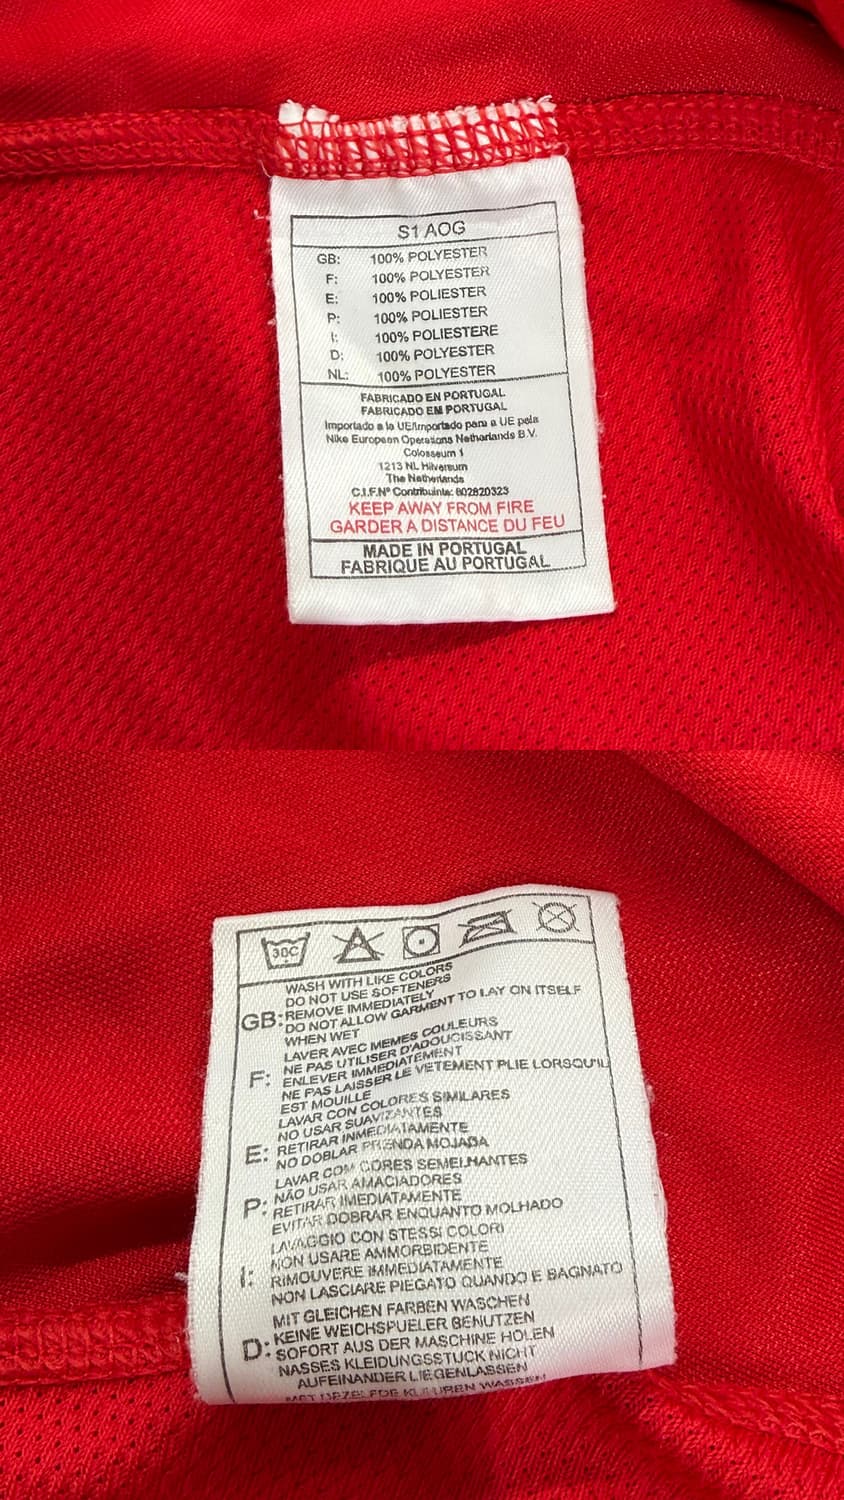 S1 AOG
GB: 100% POLYESTER
F: 100% POLYESTER
E: 100% POLIESTER
P: 100% POLIESTER
I: 100% POLIESTERE
D: 100% POLYESTER
NL: 100% POLYESTER
FABRICADO EN PORTUGAL
FABRICADO EM PORTUGAL
Importado a la UE/Importado para a UE pela
Nike European Operations Netherlands B.V.
Colosseum 1
1213 NL Hilversum
The Netherlands
C.I.F.Nº Contribuinte: 802820323
KEEP AWAY FROM FIRE
GARDER A DISTANCE DU FEU
MADE IN PORTUGAL
FABRIQUE AU PORTUGAL
30C
WASH WITH LIKE COLORS
DO NOT USE SOFTENERS
GB: REMOVE IMMEDIATELY
DO NOT ALLOW GARMENT TO LAY ON ITSELF
WHEN WET
LAVER AVEC MEMES COULEURS
NE PAS UTILISER D'ADOUCISSANT
F: ENLEVER IMMEDIATEMENT
NE PAS LAISSER LE VETEMENT PLIE LORSQU'IL
EST MOUILLE
LAVAR CON COLORES SIMILARES
NO USAR SUAVIZANTES
E: RETIRAR INMEDIATAMENTE
NO DOBLAR PRENDA MOJADA
LAVAR COM CORES SEMELHANTES
NÃO USAR AMACIADORES
P: RETIRAR IMEDIATAMENTE
EVITAR DOBRAR ENQUANTO MOLHADO
LAVAGGIO CON STESSI COLORI
NON USARE AMMORBIDENTE
I: RIMOUVERE IMMEDIATAMENTE
NON LASCIARE PIEGATO QUANDO E BAGNATO
MIT GLEICHEN FARBEN WASCHEN
D: KEINE WEICHSPUELER BENUTZEN
SOFORT AUS DER MASCHINE HOLEN
NASSES KLEIDUNGSSTUCK NICHT
AUFEINANDER LIEGENLASSEN
MET DEZELFDE KLEUREN WASSEN